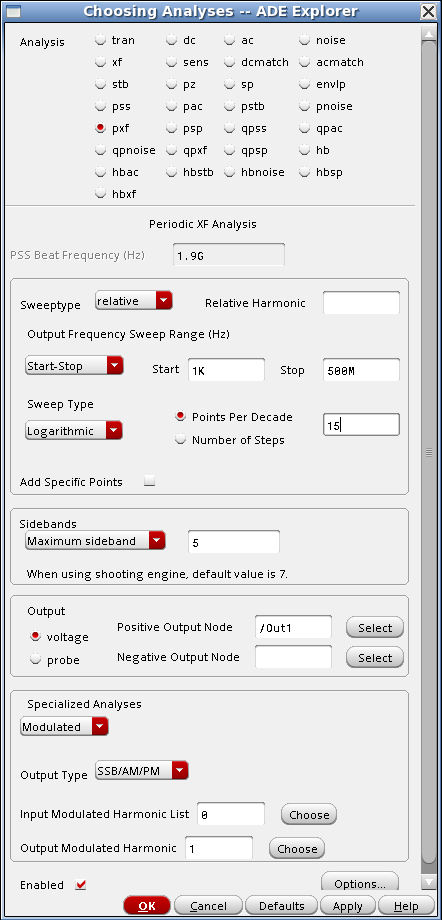 Choosing Analyses -- ADE Explorer
Analysis tran dc ac noise
xf sens dcmatch acmatch
stb pz sp envlp
pss pac pstb pnoise
pxf psp qpss qpac
qpnoise qpxf qpsp hb
hbac hbstb hbnoise hbsp
hbxf
Periodic XF Analysis
PSS Beat Frequency (Hz) 1.9G
Sweeptype relative Relative Harmonic
Output Frequency Sweep Range (Hz)
Start-Stop Start 1K Stop 500M
Sweep Type
Logarithmic Points Per Decade 15
Number of Steps
Add Specific Points
Sidebands
Maximum sideband 5
When using shooting engine, default value is 7.
Output
voltage Positive Output Node /Out1 Select
probe Negative Output Node Select
Specialized Analyses
Modulated
Output Type SSB/AM/PM
Input Modulated Harmonic List 0 Choose
Output Modulated Harmonic 1 Choose
Enabled Options...
OK Cancel Defaults Apply Help